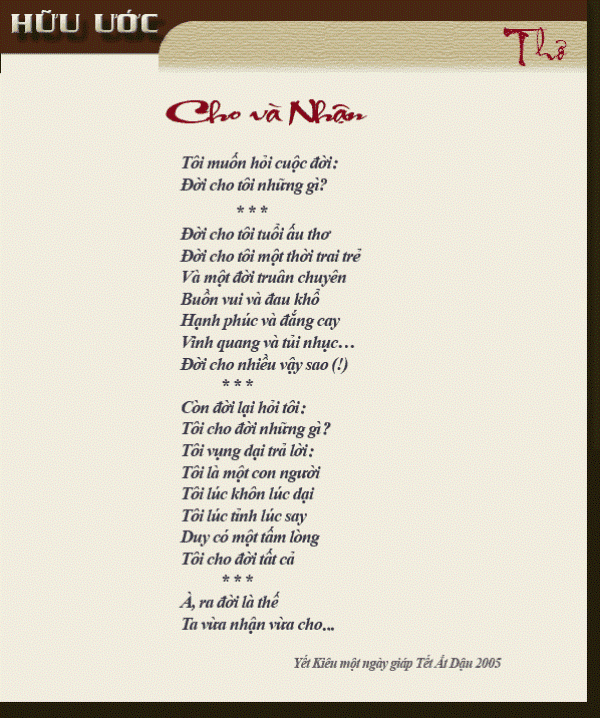 HỮU ƯỚC
Thơ
Cho và Nhận
Tôi muốn hỏi cuộc đời:
Đời cho tôi những gì?
* * *
Đời cho tôi tuổi ấu thơ
Đời cho tôi một thời trai trẻ
Và một đời truân chuyên
Buồn vui và đau khổ
Hạnh phúc và đắng cay
Vinh quang và tủi nhục...
Đời cho nhiều vậy sao (!)
* * *
Còn đời lại hỏi tôi:
Tôi cho đời những gì?
Tôi vụng dại trả lời:
Tôi là một con người
Tôi lúc khôn lúc dại
Tôi lúc tỉnh lúc say
Duy có một tấm lòng
Tôi cho đời tất cả
* * *
À, ra đời là thế
Ta vừa nhận vừa cho...
Yết Kiêu một ngày giáp Tết Ất Dậu 2005